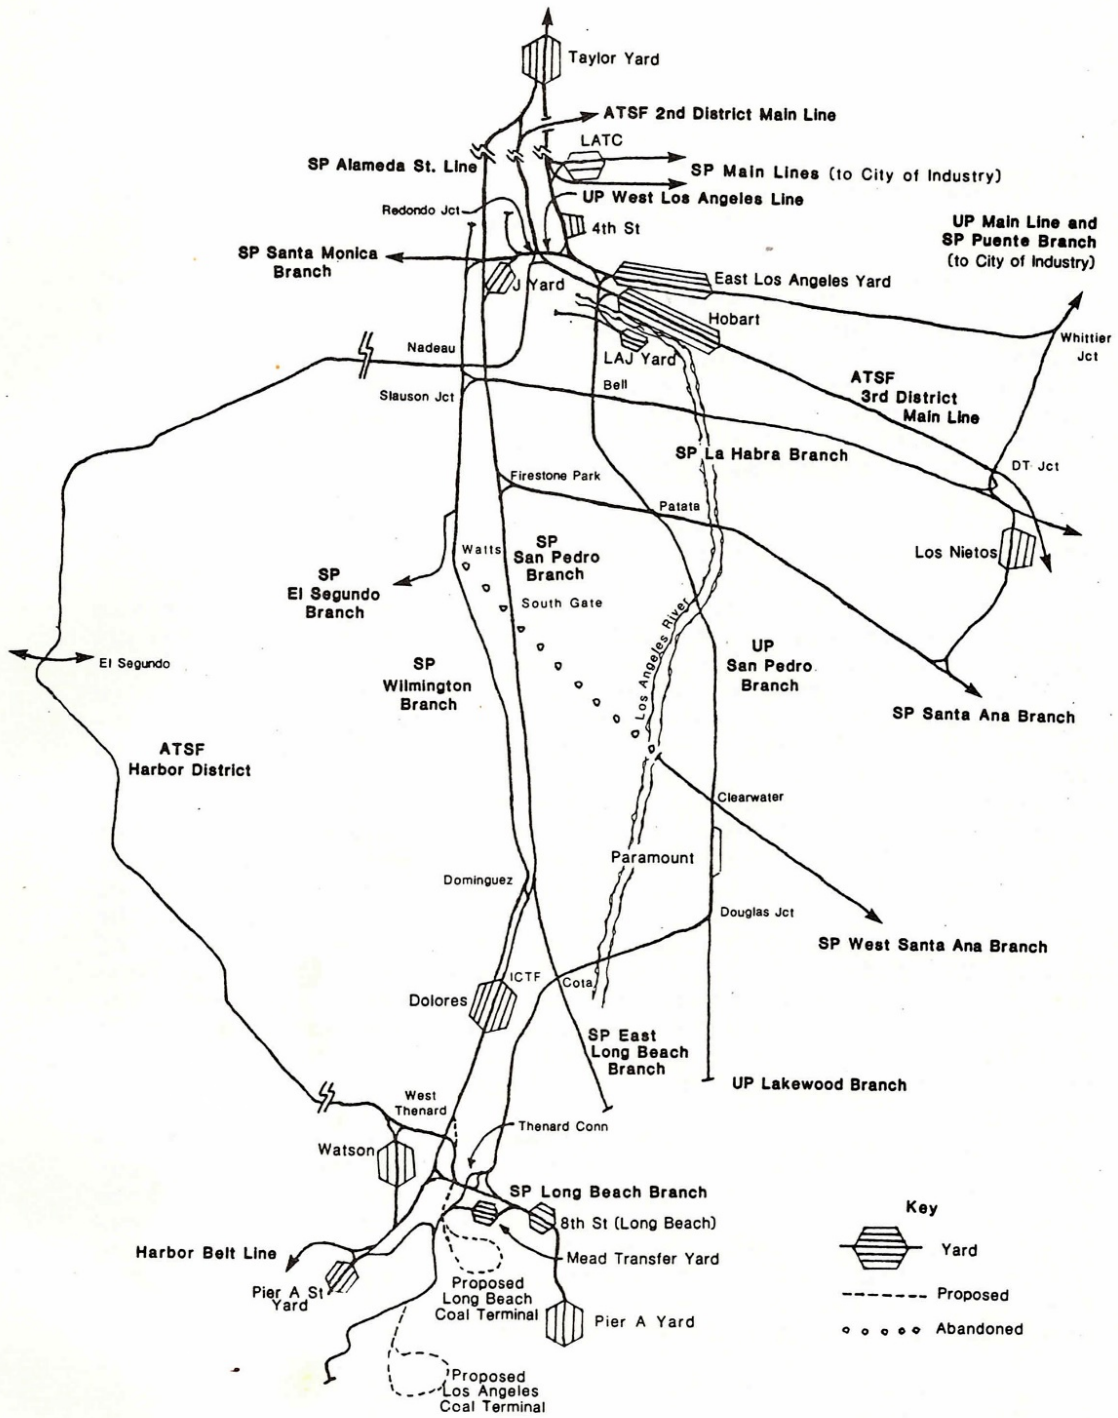 Taylor Yard
ATSF 2nd District Main Line
LATC
SP Alameda St. Line
SP Main Lines (to City of Industry)
UP West Los Angeles Line
Redondo Jct
4th St
UP Main Line and
SP Puente Branch
(to City of Industry)
SP Santa Monica
Branch
J Yard
East Los Angeles Yard
Hobart
Whittier
Jct
Nadeau
LAJ Yard
Slauson Jct
Bell
ATSF
3rd District
Main Line
SP La Habra Branch
DT Jct
Firestone Park
Patata
Los Nietos
Watts
SP
San Pedro
Branch
SP
El Segundo
Branch
South Gate
Los Angeles River
El Segundo
SP
Wilmington
Branch
UP
San Pedro
Branch
SP Santa Ana Branch
ATSF
Harbor District
Clearwater
Paramount
Dominguez
Douglas Jct
SP West Santa Ana Branch
ICTF
Cota
Dolores
SP East
Long Beach
Branch
UP Lakewood Branch
West
Thenard
Thenard Conn
Watson
SP Long Beach Branch
8th St (Long Beach)
Harbor Belt Line
Mead Transfer Yard
Pier A St
Yard
Proposed
Long Beach
Coal Terminal
Pier A Yard
Proposed
Los Angeles
Coal Terminal
Key
Yard
Proposed
Abandoned